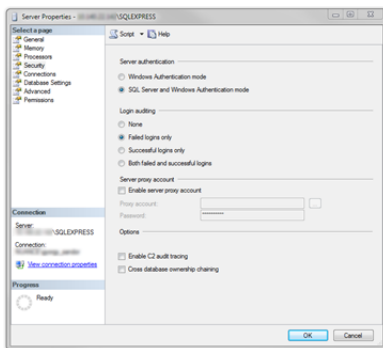 Server Properties - \SQLEXPRESS
Select a page
General
Memory
Processors
Security
Connections
Database Settings
Advanced
Permissions
Script
Help
Server authentication
Windows Authentication mode
SQL Server and Windows Authentication mode
Login auditing
None
Failed logins only
Successful logins only
Both failed and successful logins
Server proxy account
Enable server proxy account
Proxy account:
Password:
**********
Options
Enable C2 audit tracing
Cross database ownership chaining
Connection
Server:
\SQLEXPRESS
Connection:
View connection properties
Progress
Ready
OK
Cancel